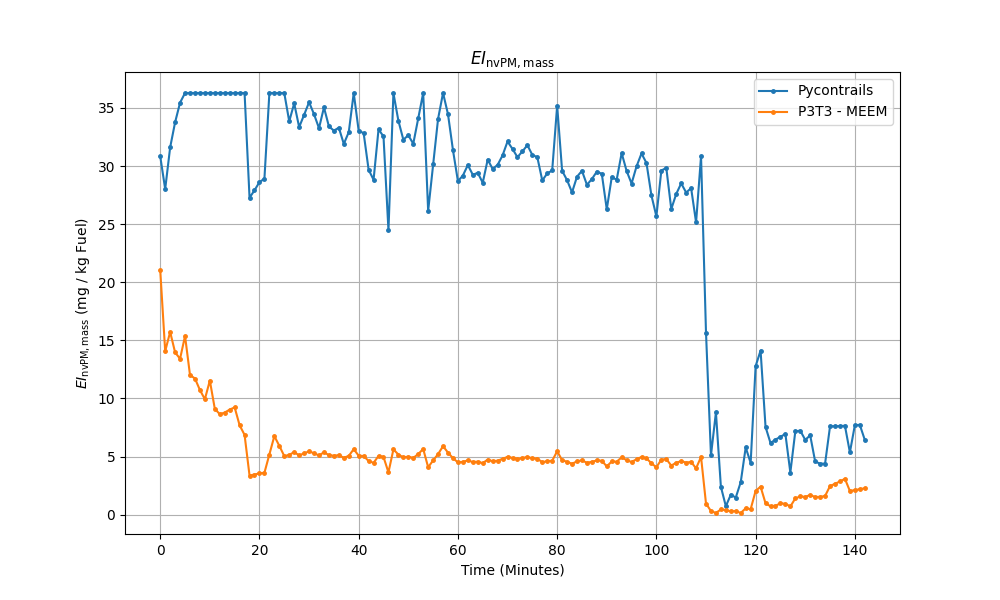 EI_nvPM, mass
Pycontrails
P3T3 - MEEM
EI_nvPM, mass (mg / kg Fuel)
35
30
25
20
15
10
5
0
0 20 40 60 80 100 120 140
Time (Minutes)